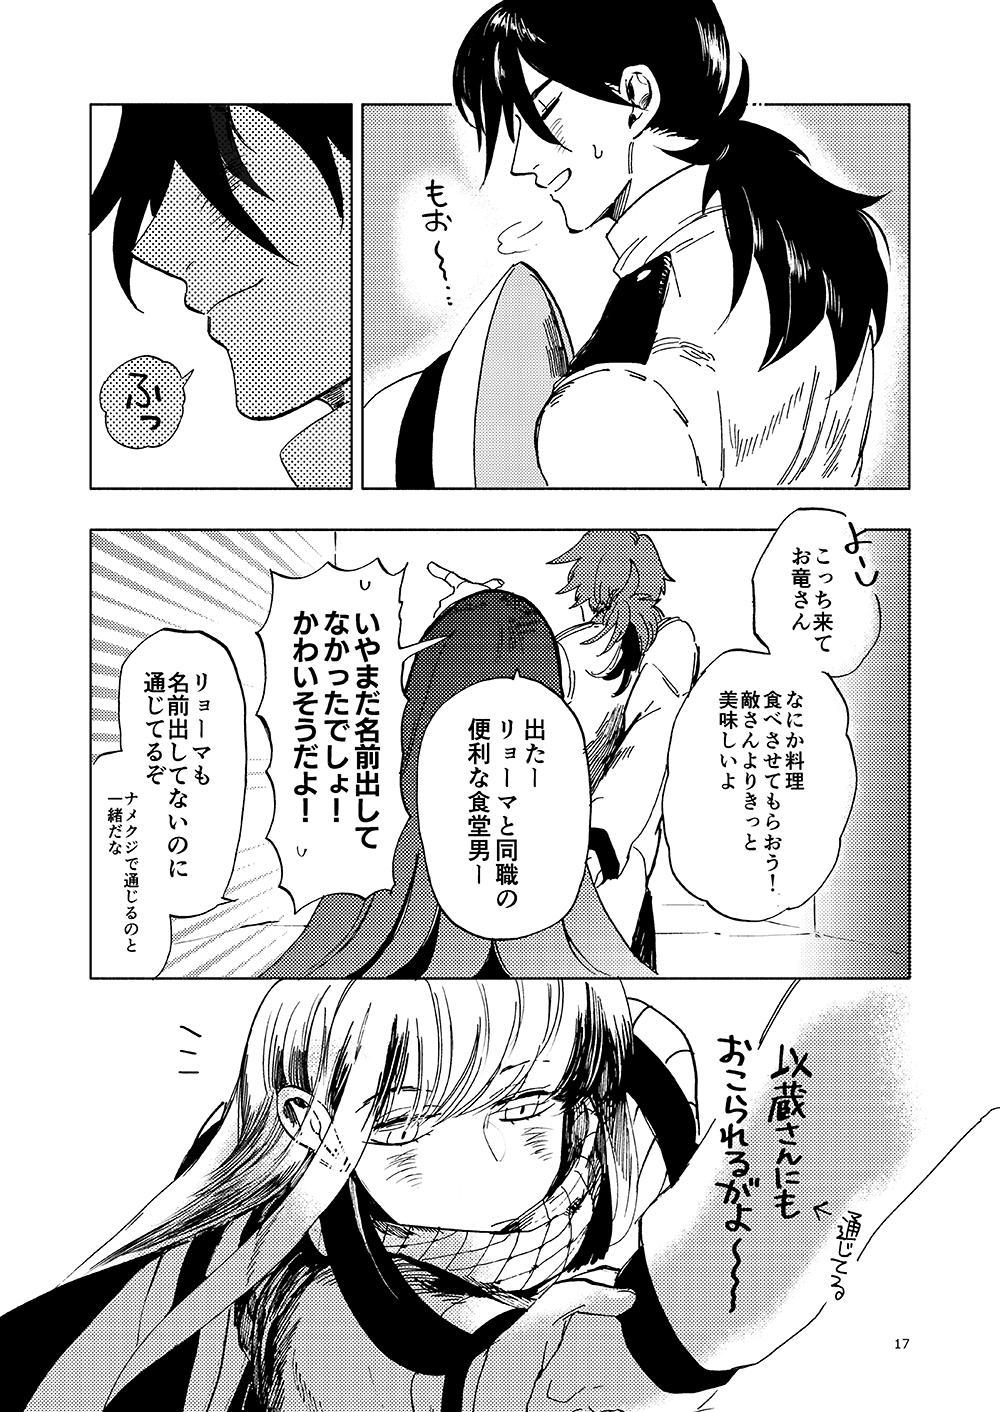 もお〜〜…
ふっ
よいしょ
こっち来て
お竜さん
なにか料理
食べさせてもらおう！
敵さんよりきっと
美味しいよ
出たー
リョーマと同職の
便利な食堂男ー
いやまだ名前出して
なかったでしょ！
かわいそうだよ！
リョーマも
名前出してないのに
通じてるぞ
ナメクジで通じるのと
一緒だな
以蔵さんにも
おこられるがよ〜〜
通じてる
17